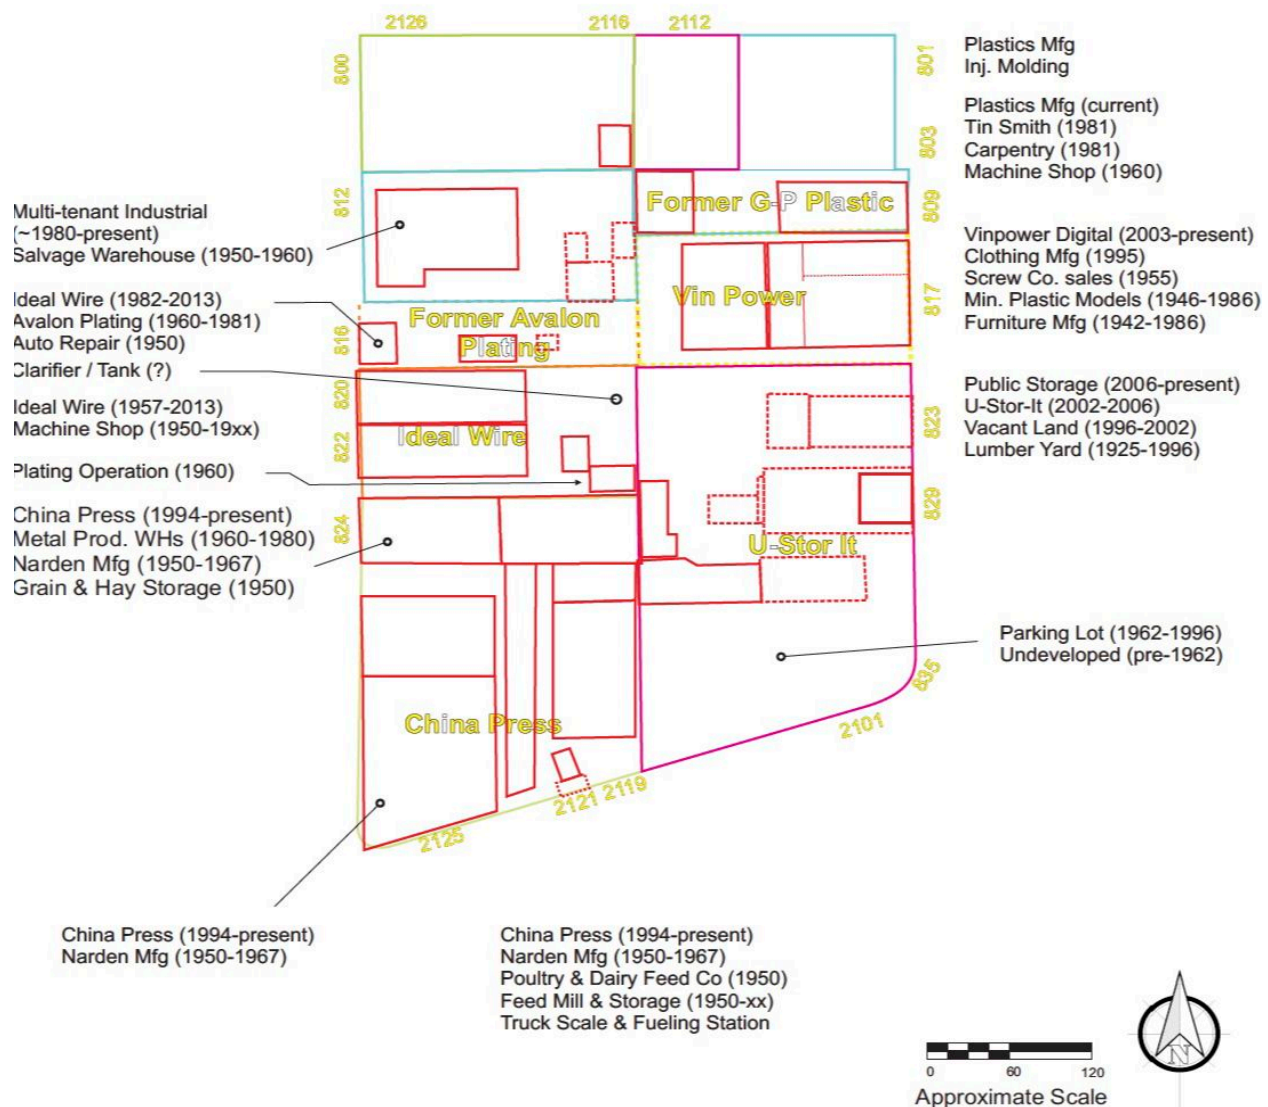 2126
2116
2112
800
801
Plastics Mfg
Inj. Molding
803
Plastics Mfg (current)
Tin Smith (1981)
Carpentry (1981)
Machine Shop (1960)
812
Former G-P Plastic
809
Multi-tenant Industrial
(~1980-present)
Salvage Warehouse (1950-1960)
Vinpower Digital (2003-present)
Clothing Mfg (1995)
Screw Co. sales (1955)
Min. Plastic Models (1946-1986)
Furniture Mfg (1942-1986)
Vin Power
817
Ideal Wire (1982-2013)
Avalon Plating (1960-1981)
Auto Repair (1950)
816
Former Avalon
Plating
Clarifier / Tank (?)
820
Ideal Wire (1957-2013)
Machine Shop (1950-19xx)
822
Ideal Wire
Public Storage (2006-present)
U-Stor-It (2002-2006)
Vacant Land (1996-2002)
Lumber Yard (1925-1996)
823
Plating Operation (1960)
829
China Press (1994-present)
Metal Prod. WHs (1960-1980)
Narden Mfg (1950-1967)
Grain & Hay Storage (1950)
824
U-Stor It
Parking Lot (1962-1996)
Undeveloped (pre-1962)
835
China Press
2101
2119
2121
2125
China Press (1994-present)
Narden Mfg (1950-1967)
China Press (1994-present)
Narden Mfg (1950-1967)
Poultry & Dairy Feed Co (1950)
Feed Mill & Storage (1950-xx)
Truck Scale & Fueling Station
N
0 60 120
Approximate Scale